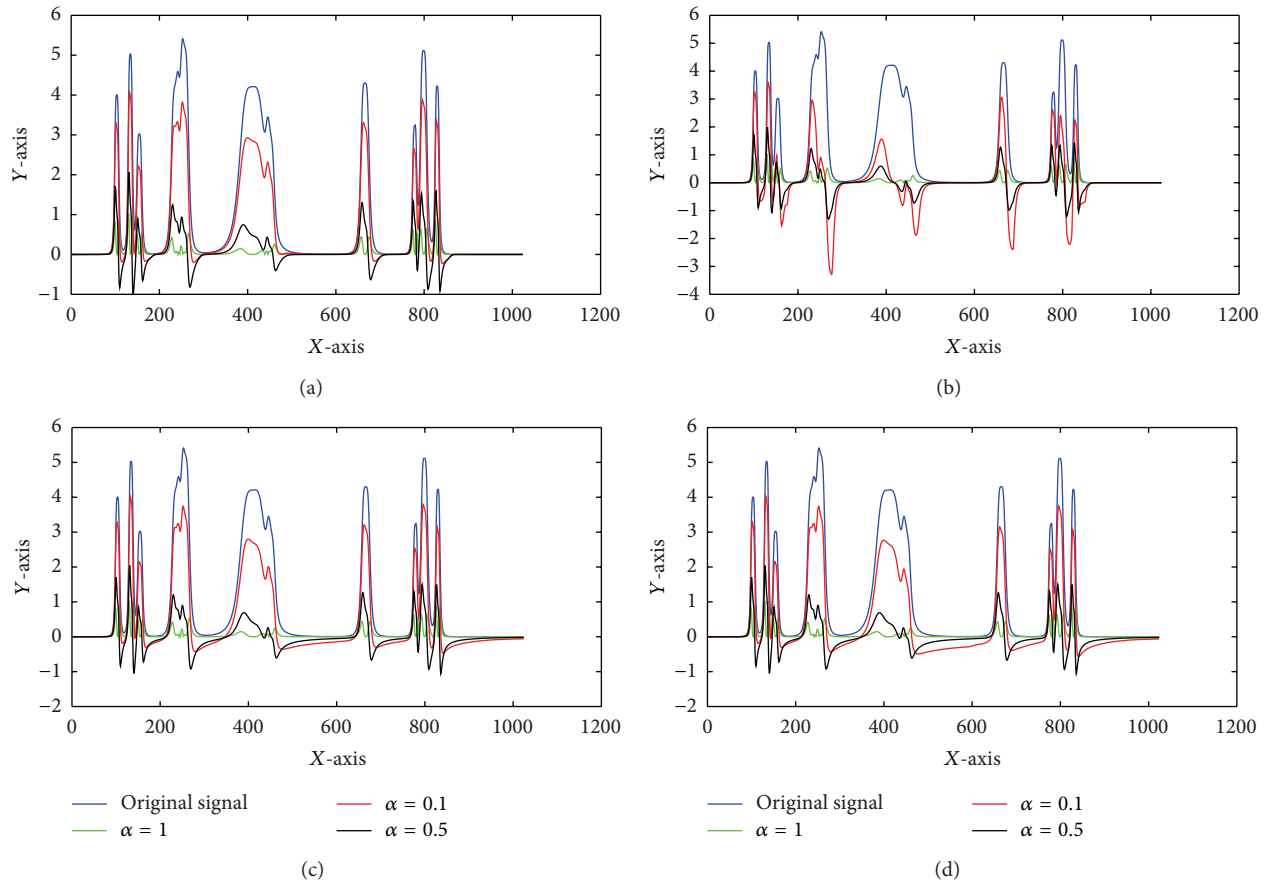 6
5
4
3
2
1
0
−1
Y-axis
0 200 400 600 800 1000 1200
X-axis
(a)
6
5
4
3
2
1
0
−1
−2
−3
−4
Y-axis
0 200 400 600 800 1000 1200
X-axis
(b)
6
5
4
3
2
1
0
−1
−2
Y-axis
0 200 400 600 800 1000 1200
X-axis
Original signal
α = 1
α = 0.1
α = 0.5
(c)
6
5
4
3
2
1
0
−1
−2
Y-axis
0 200 400 600 800 1000 1200
X-axis
Original signal
α = 1
α = 0.1
α = 0.5
(d)